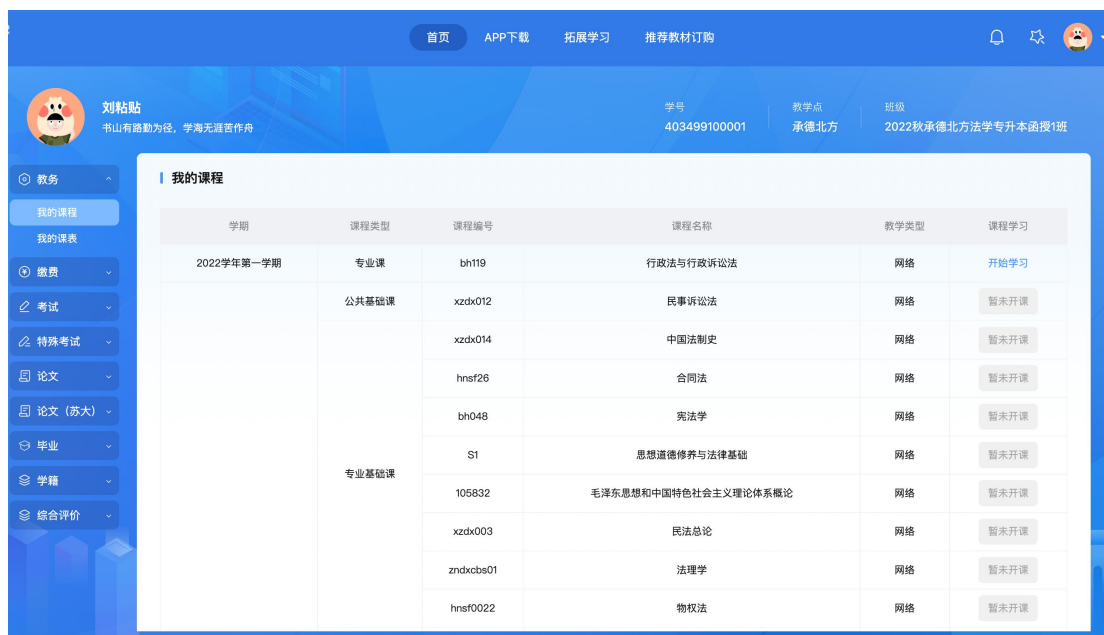 首页 APP下载 拓展学习 推荐教材订购
刘粘贴
书山有路勤为径，学海无涯苦作舟
学号 教学点 班级
403499100001 承德北方 2022秋承德北方法学专升本函授1班
教务
我的课程
我的课表
缴费
考试
特殊考试
论文
论文（苏大）
毕业
学籍
综合评价
我的课程
学期 课程类型 课程编号 课程名称 教学类型 课程学习
2022学年第一学期 专业课 bh119 行政法与行政诉讼法 网络 开始学习
公共基础课 xzdx012 民事诉讼法 网络 暂未开课
xzdx014 中国法制史 网络 暂未开课
hnsf26 合同法 网络 暂未开课
bh048 宪法学 网络 暂未开课
S1 思想道德修养与法律基础 网络 暂未开课
专业基础课
105832 毛泽东思想和中国特色社会主义理论体系概论 网络 暂未开课
xzdx003 民法总论 网络 暂未开课
zndxcbs01 法理学 网络 暂未开课
hnsf0022 物权法 网络 暂未开课